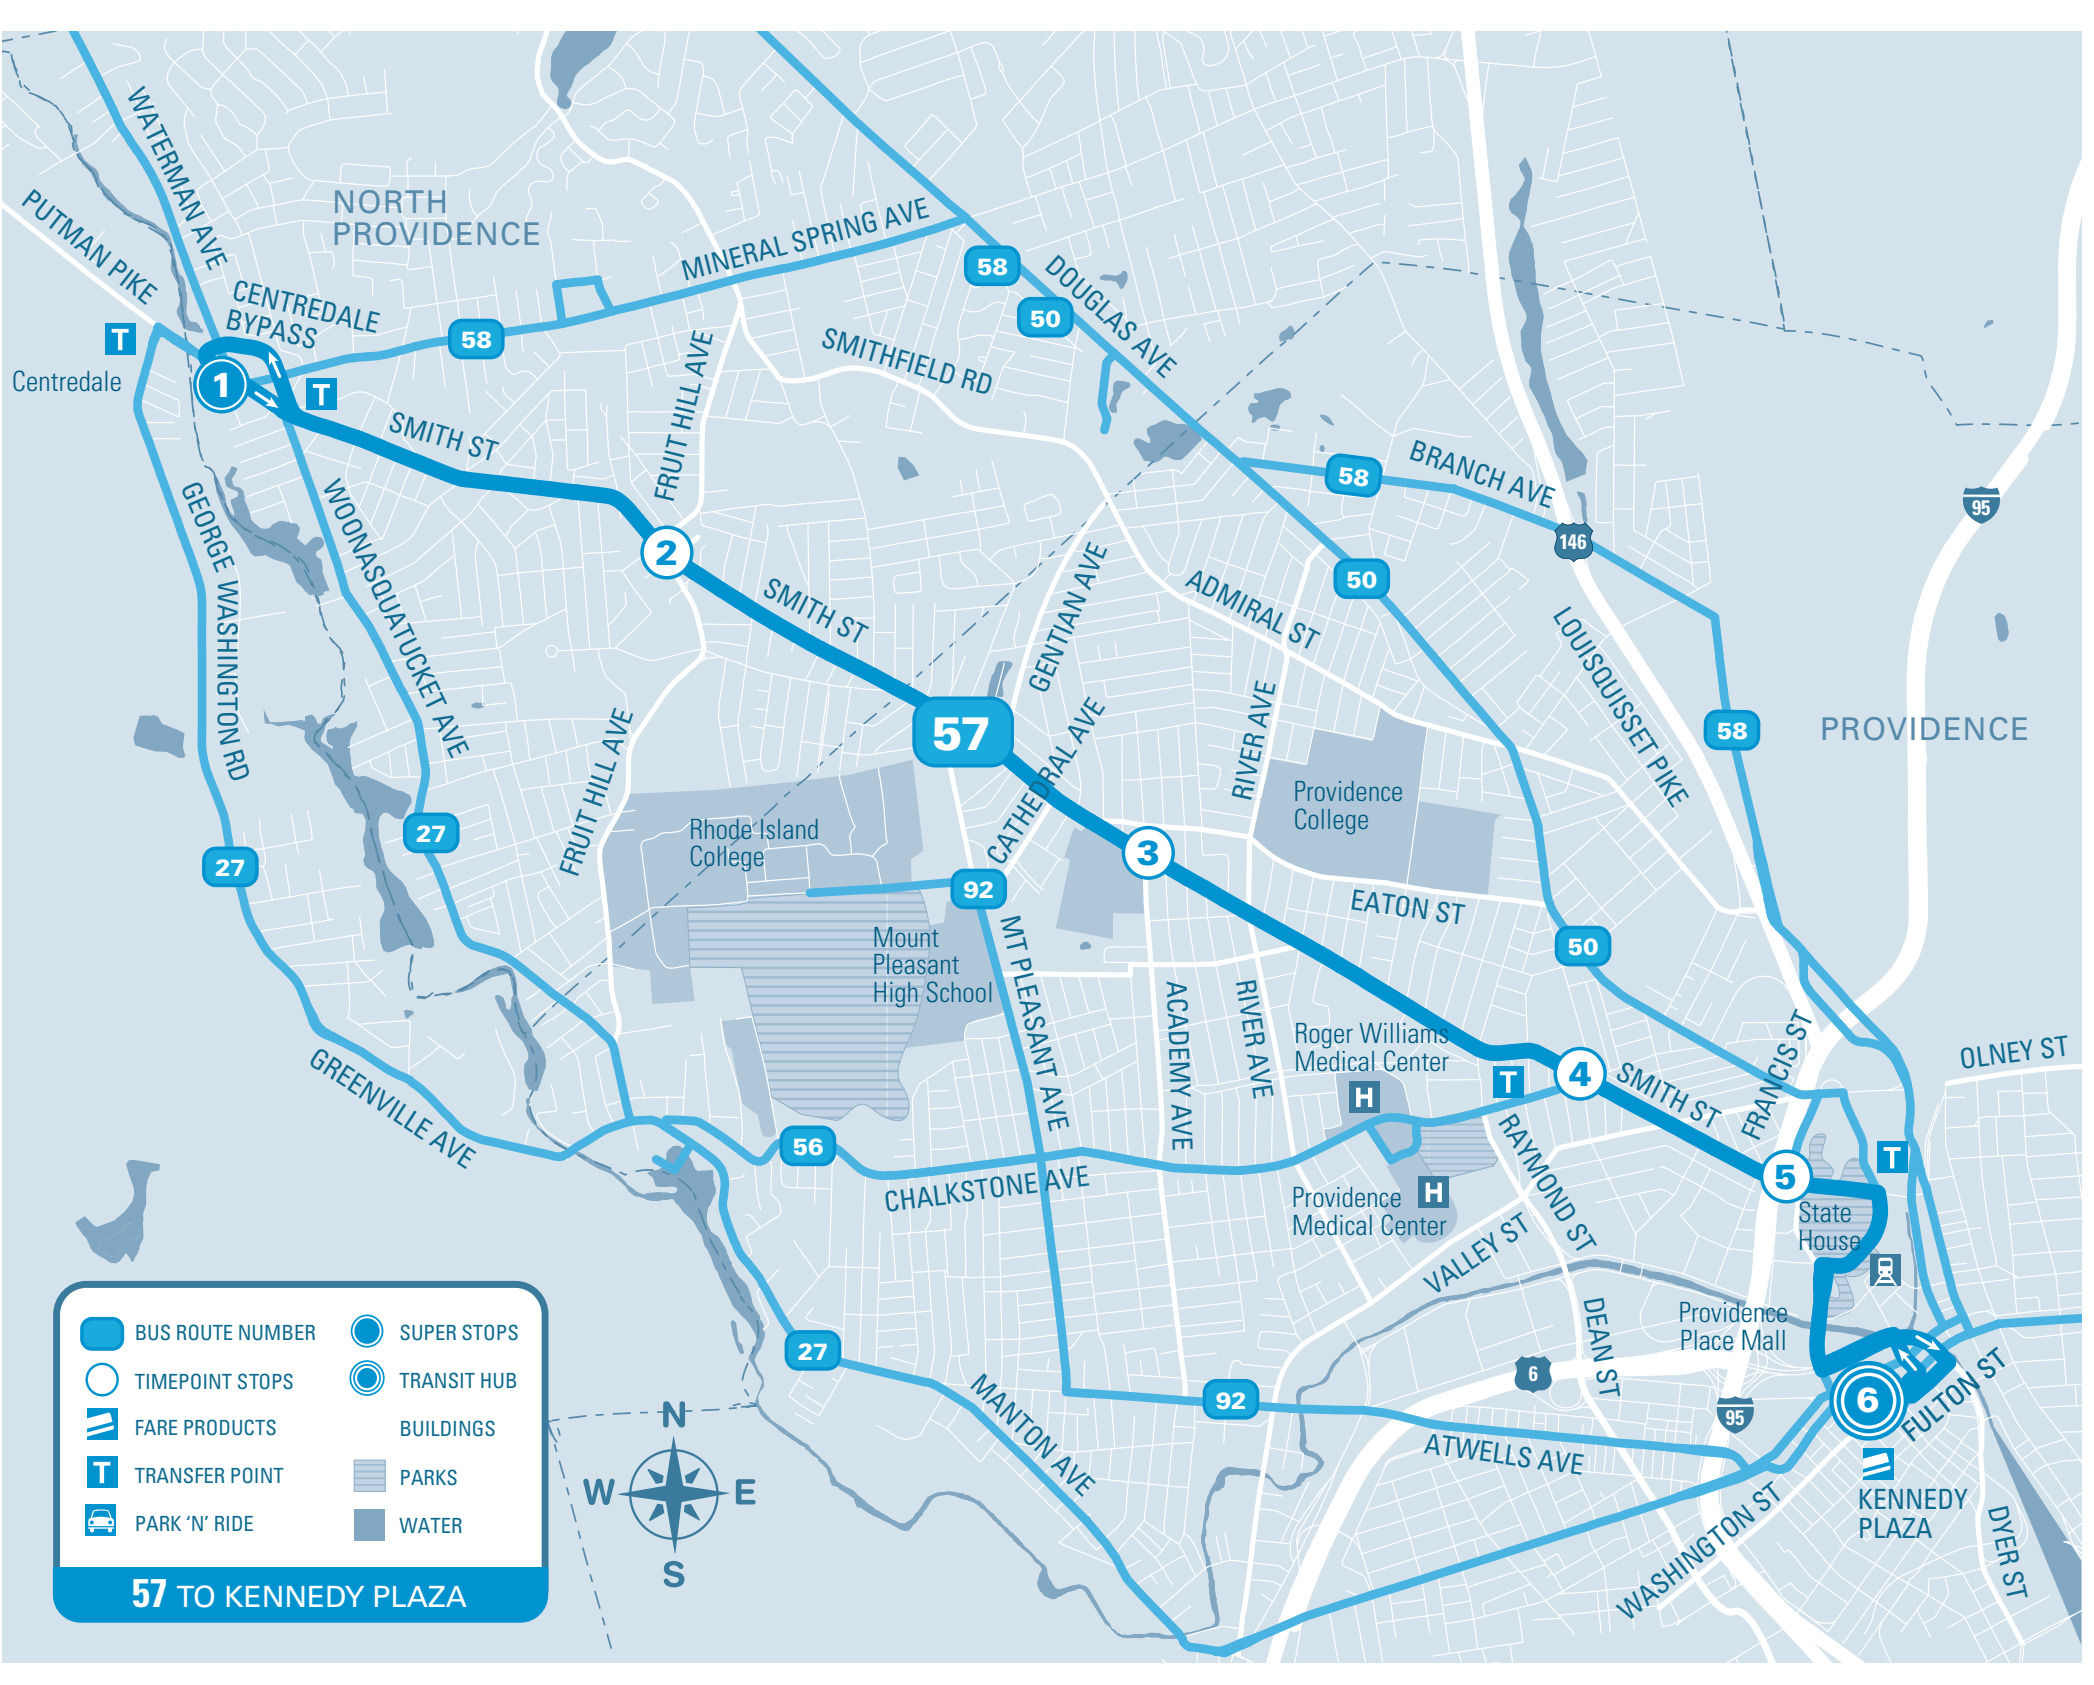 WATERMAN AVE
PUTMAN PIKE
NORTH
PROVIDENCE
CENTREDALE
BYPASS
MINERAL SPRING AVE
58
DOUGLAS AVE
50
58
T
Centredale
1
T
SMITH ST
FRUIT HILL AVE
SMITHFIELD RD
58
BRANCH AVE
146
95
GEORGE WASHINGTON RD
WOONASQUATUCKET AVE
2
SMITH ST
GENTIAN AVE
ADMIRAL ST
50
LOUISQUISSET PIKE
57
CATHEDRAL AVE
RIVER AVE
58
PROVIDENCE
FRUIT HILL AVE
27
27
Rhode Island
College
3
Providence
College
92
EATON ST
50
Mount
Pleasant
High School
MT PLEASANT AVE
ACADEMY AVE
RIVER AVE
Roger Williams
Medical Center
H
T
4
SMITH ST
FRANCIS ST
OLNEY ST
GREENVILLE AVE
56
CHALKSTONE AVE
RAYMOND ST
T
5
Providence
Medical Center
H
VALLEY ST
State
House
DEAN ST
Providence
Place Mall
27
MANTON AVE
92
6
95
6
FULTON ST
ATWELLS AVE
KENNEDY
PLAZA
WASHINGTON ST
DYER ST
BUS ROUTE NUMBER
TIMEPOINT STOPS
FARE PRODUCTS
T TRANSFER POINT
PARK ‘N’ RIDE
SUPER STOPS
TRANSIT HUB
BUILDINGS
PARKS
WATER
57 TO KENNEDY PLAZA
N
W E
S